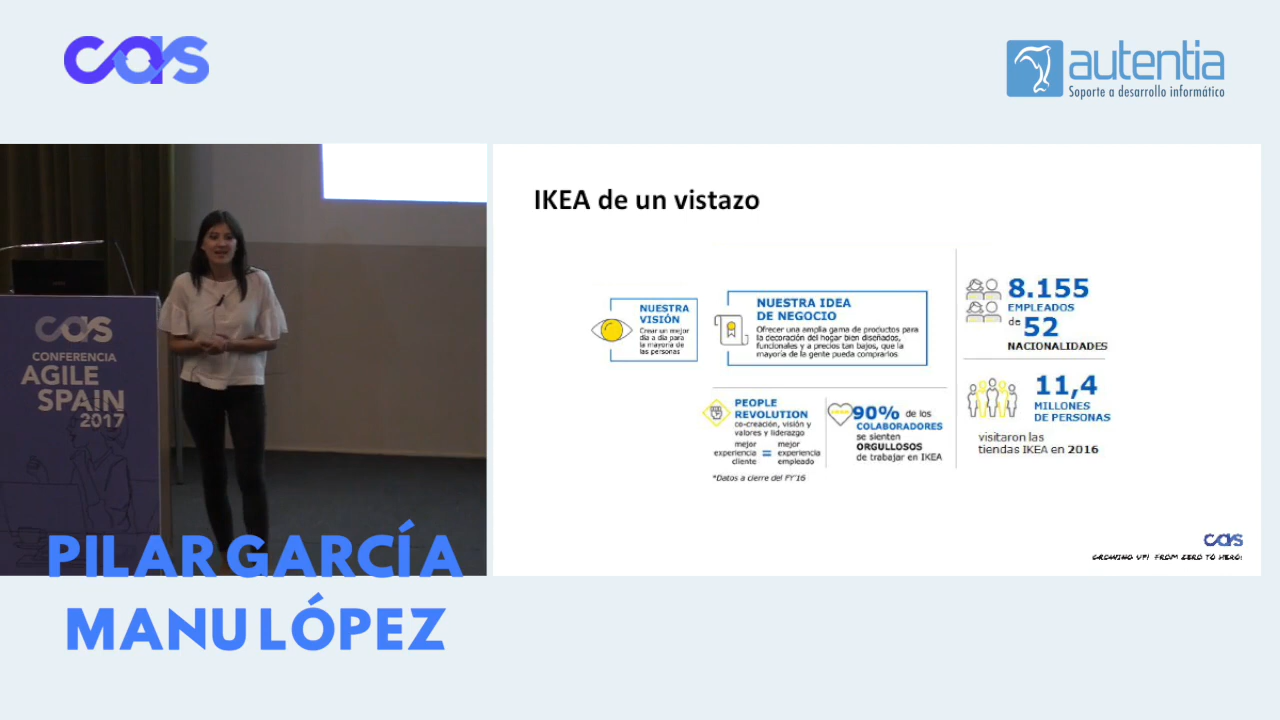 cas
autentia
Soporte a desarrollo informático
cas
CONFERENCIA
AGILE
SPAIN
2017
PILAR GARCÍA
MANU LÓPEZ
IKEA de un vistazo
NUESTRA
VISIÓN
Crear un mejor
día a día para
la mayoría de
las personas
NUESTRA IDEA
DE NEGOCIO
Ofrecer una amplia gama de productos para
la decoración del hogar bien diseñados,
funcionales y a precios tan bajos, que la
mayoría de la gente pueda comprarlos
8.155
EMPLEADOS
de 52
NACIONALIDADES
PEOPLE
REVOLUTION
co-creación, visión y
valores y liderazgo
mejor experiencia cliente = mejor experiencia empleado
90% de los
COLABORADORES
se sienten
ORGULLOSOS
de trabajar en IKEA
11,4
MILLONES
DE PERSONAS
visitaron las
tiendas IKEA en 2016
*Datos a cierre del FY'16
cas
GROWING UP! FROM ZERO TO HERO!